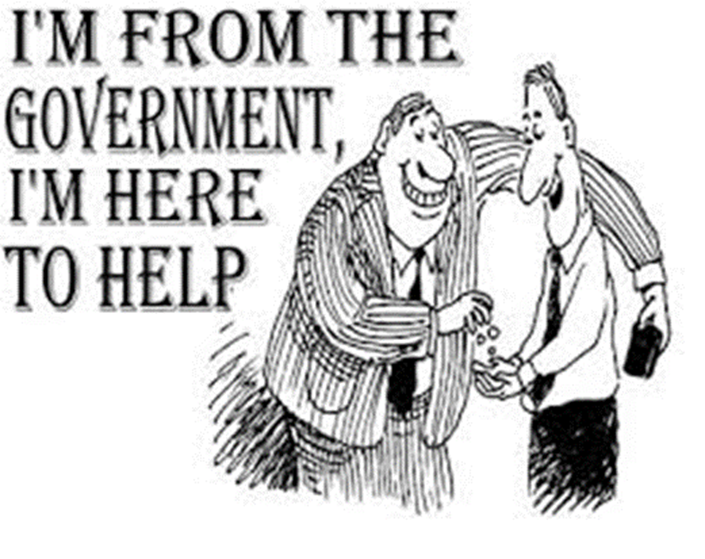 I'M FROM THE
GOVERNMENT,
I'M HERE
TO HELP